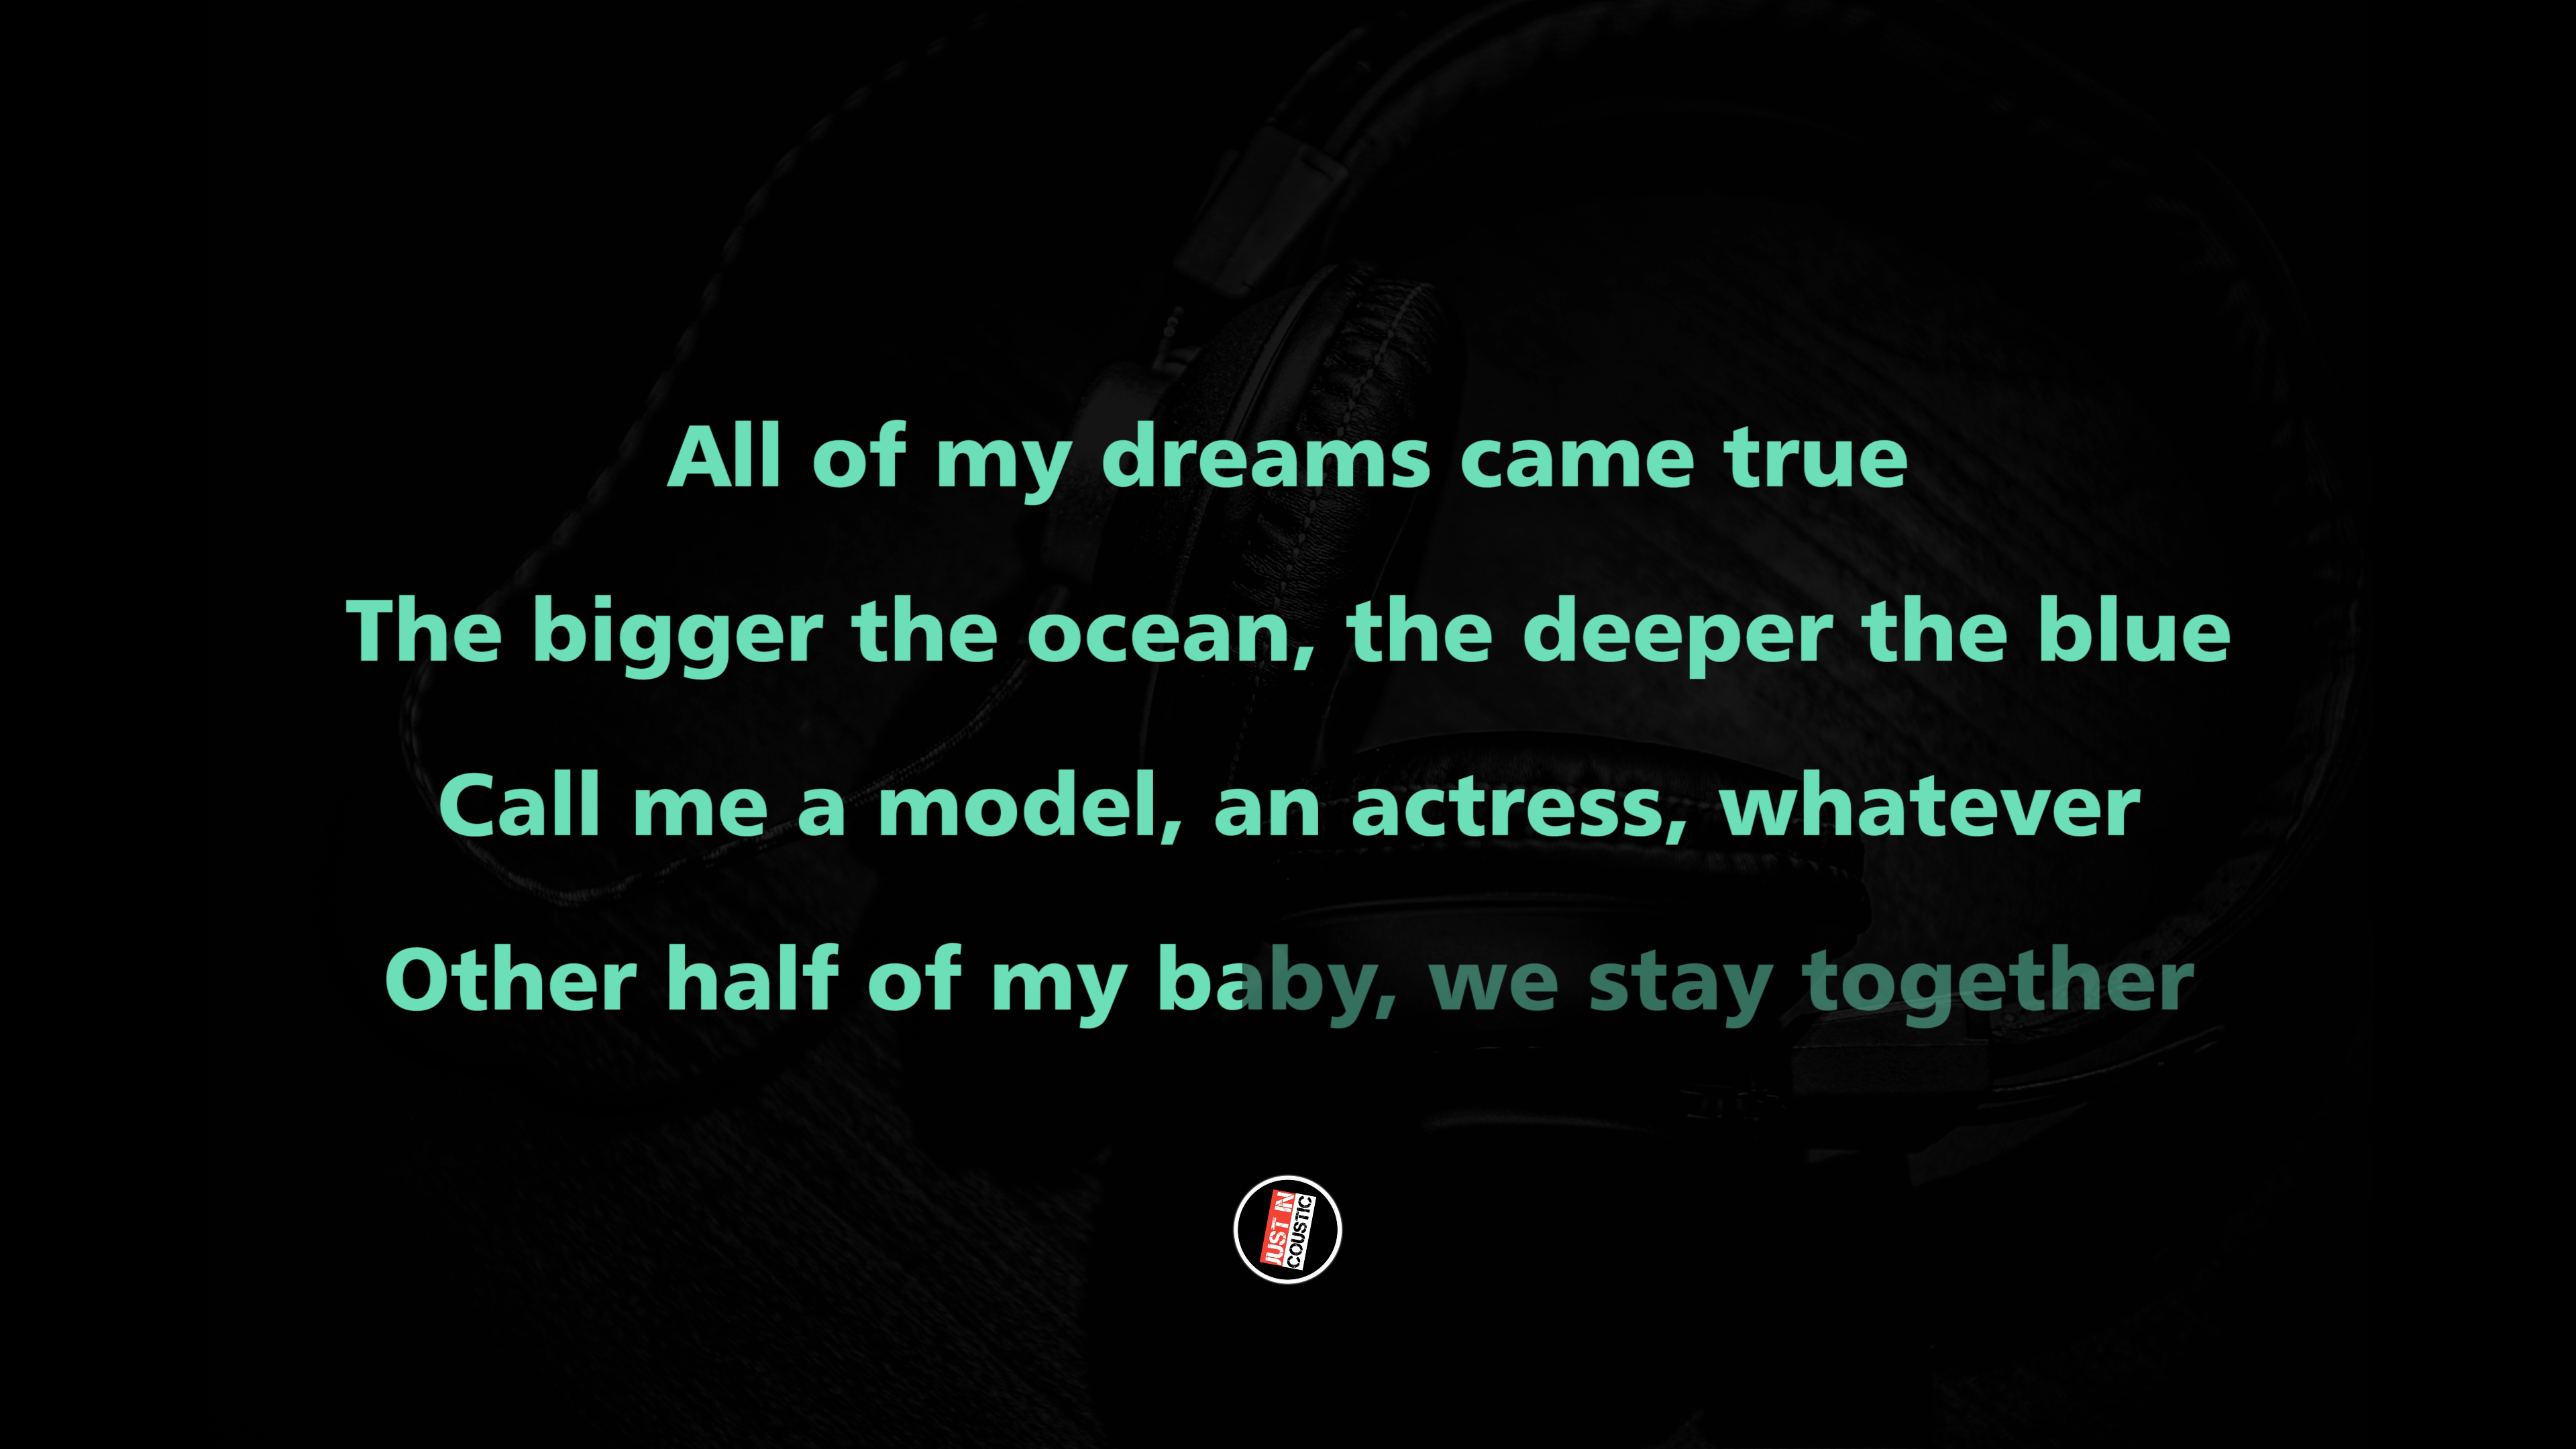 All of my dreams came true
The bigger the ocean, the deeper the blue
Call me a model, an actress, whatever
Other half of my baby, we stay together
JUST IN
COUSTIC